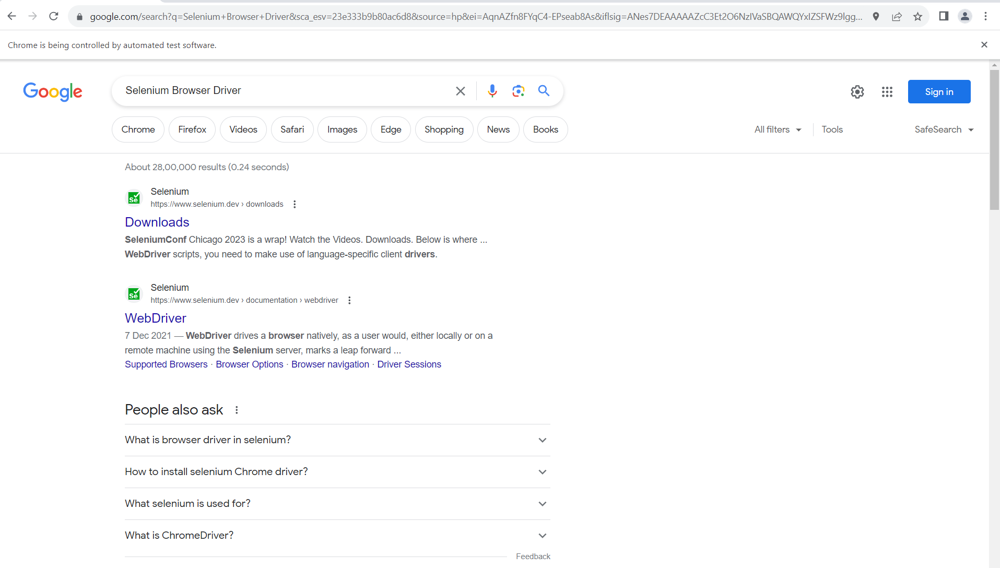 google.com/search?q=Selenium+Browser+Driver&sca_esv=23e333b9b80ac6d8&source=hp&ei=AqnAZfn8FYqC4-EPseab8As&iflsig=ANes7DEAAAAAZcC3Et2O6NzIVaSBQAWQYxIZSFWz9lgg...
Chrome is being controlled by automated test software.
Google
Selenium Browser Driver
Sign in
Chrome Firefox Videos Safari Images Edge Shopping News Books
All filters Tools SafeSearch
About 28,00,000 results (0.24 seconds)
Selenium
https://www.selenium.dev › downloads
Downloads
SeleniumConf Chicago 2023 is a wrap! Watch the Videos. Downloads. Below is where ...
WebDriver scripts, you need to make use of language-specific client drivers.
Selenium
https://www.selenium.dev › documentation › webdriver
WebDriver
7 Dec 2021 — WebDriver drives a browser natively, as a user would, either locally or on a
remote machine using the Selenium server, marks a leap forward ...
Supported Browsers · Browser Options · Browser navigation · Driver Sessions
People also ask
What is browser driver in selenium?
How to install selenium Chrome driver?
What selenium is used for?
What is ChromeDriver?
Feedback